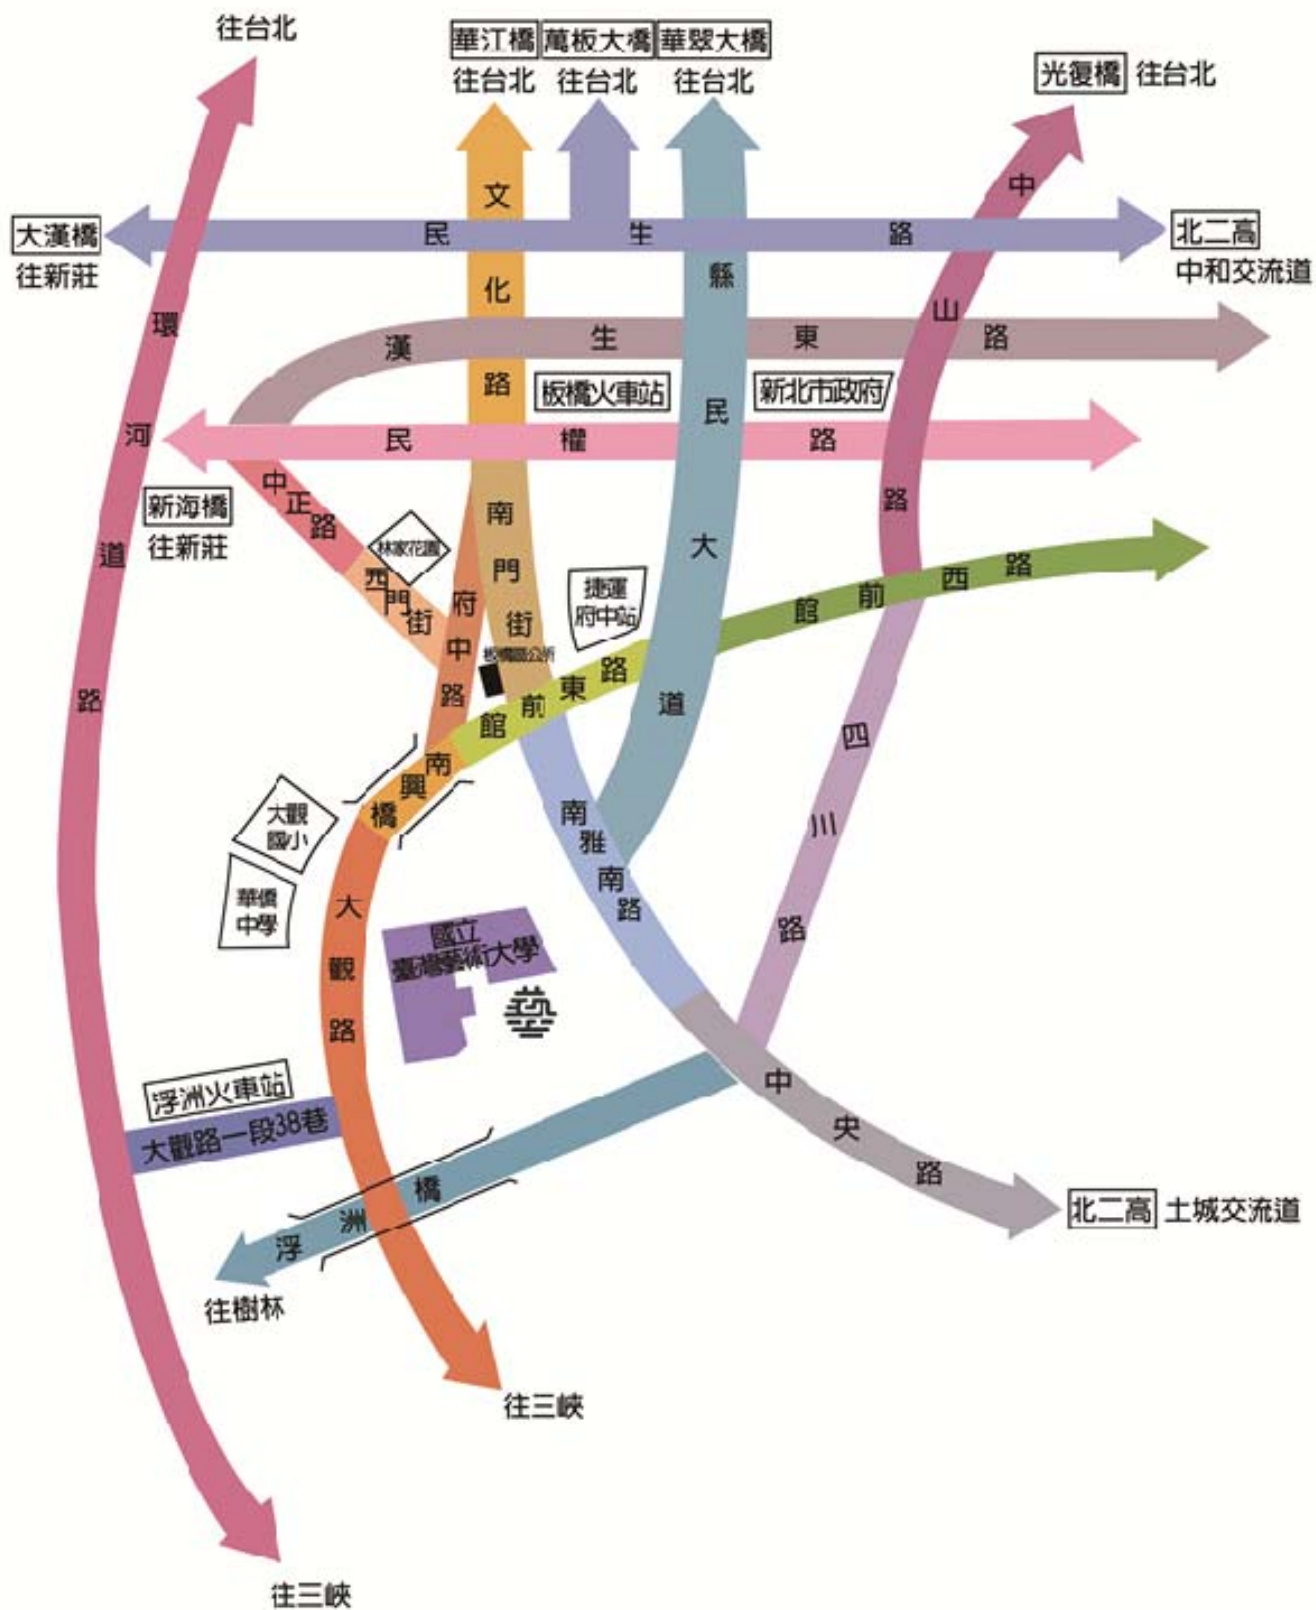 往台北
華江橋
往台北
萬板大橋
往台北
華翠大橋
往台北
光復橋 往台北
大漢橋
往新莊
民生路
北二高
中和交流道
文化路
縣民大道
中山路
環河道路
漢生東路
板橋火車站
新北市政府
民權路
新海橋
往新莊
中正路
林家花園
西門街
府中路
南門街
捷運
府中站
板橋區公所
館前西路
館前東路
南興橋
大觀
國小
華僑
中學
南雅南路
四川路
大觀路
國立
臺灣藝術大學
浮洲火車站
大觀路一段38巷
中央路
北二高 土城交流道
浮洲橋
往樹林
往三峽
往三峽